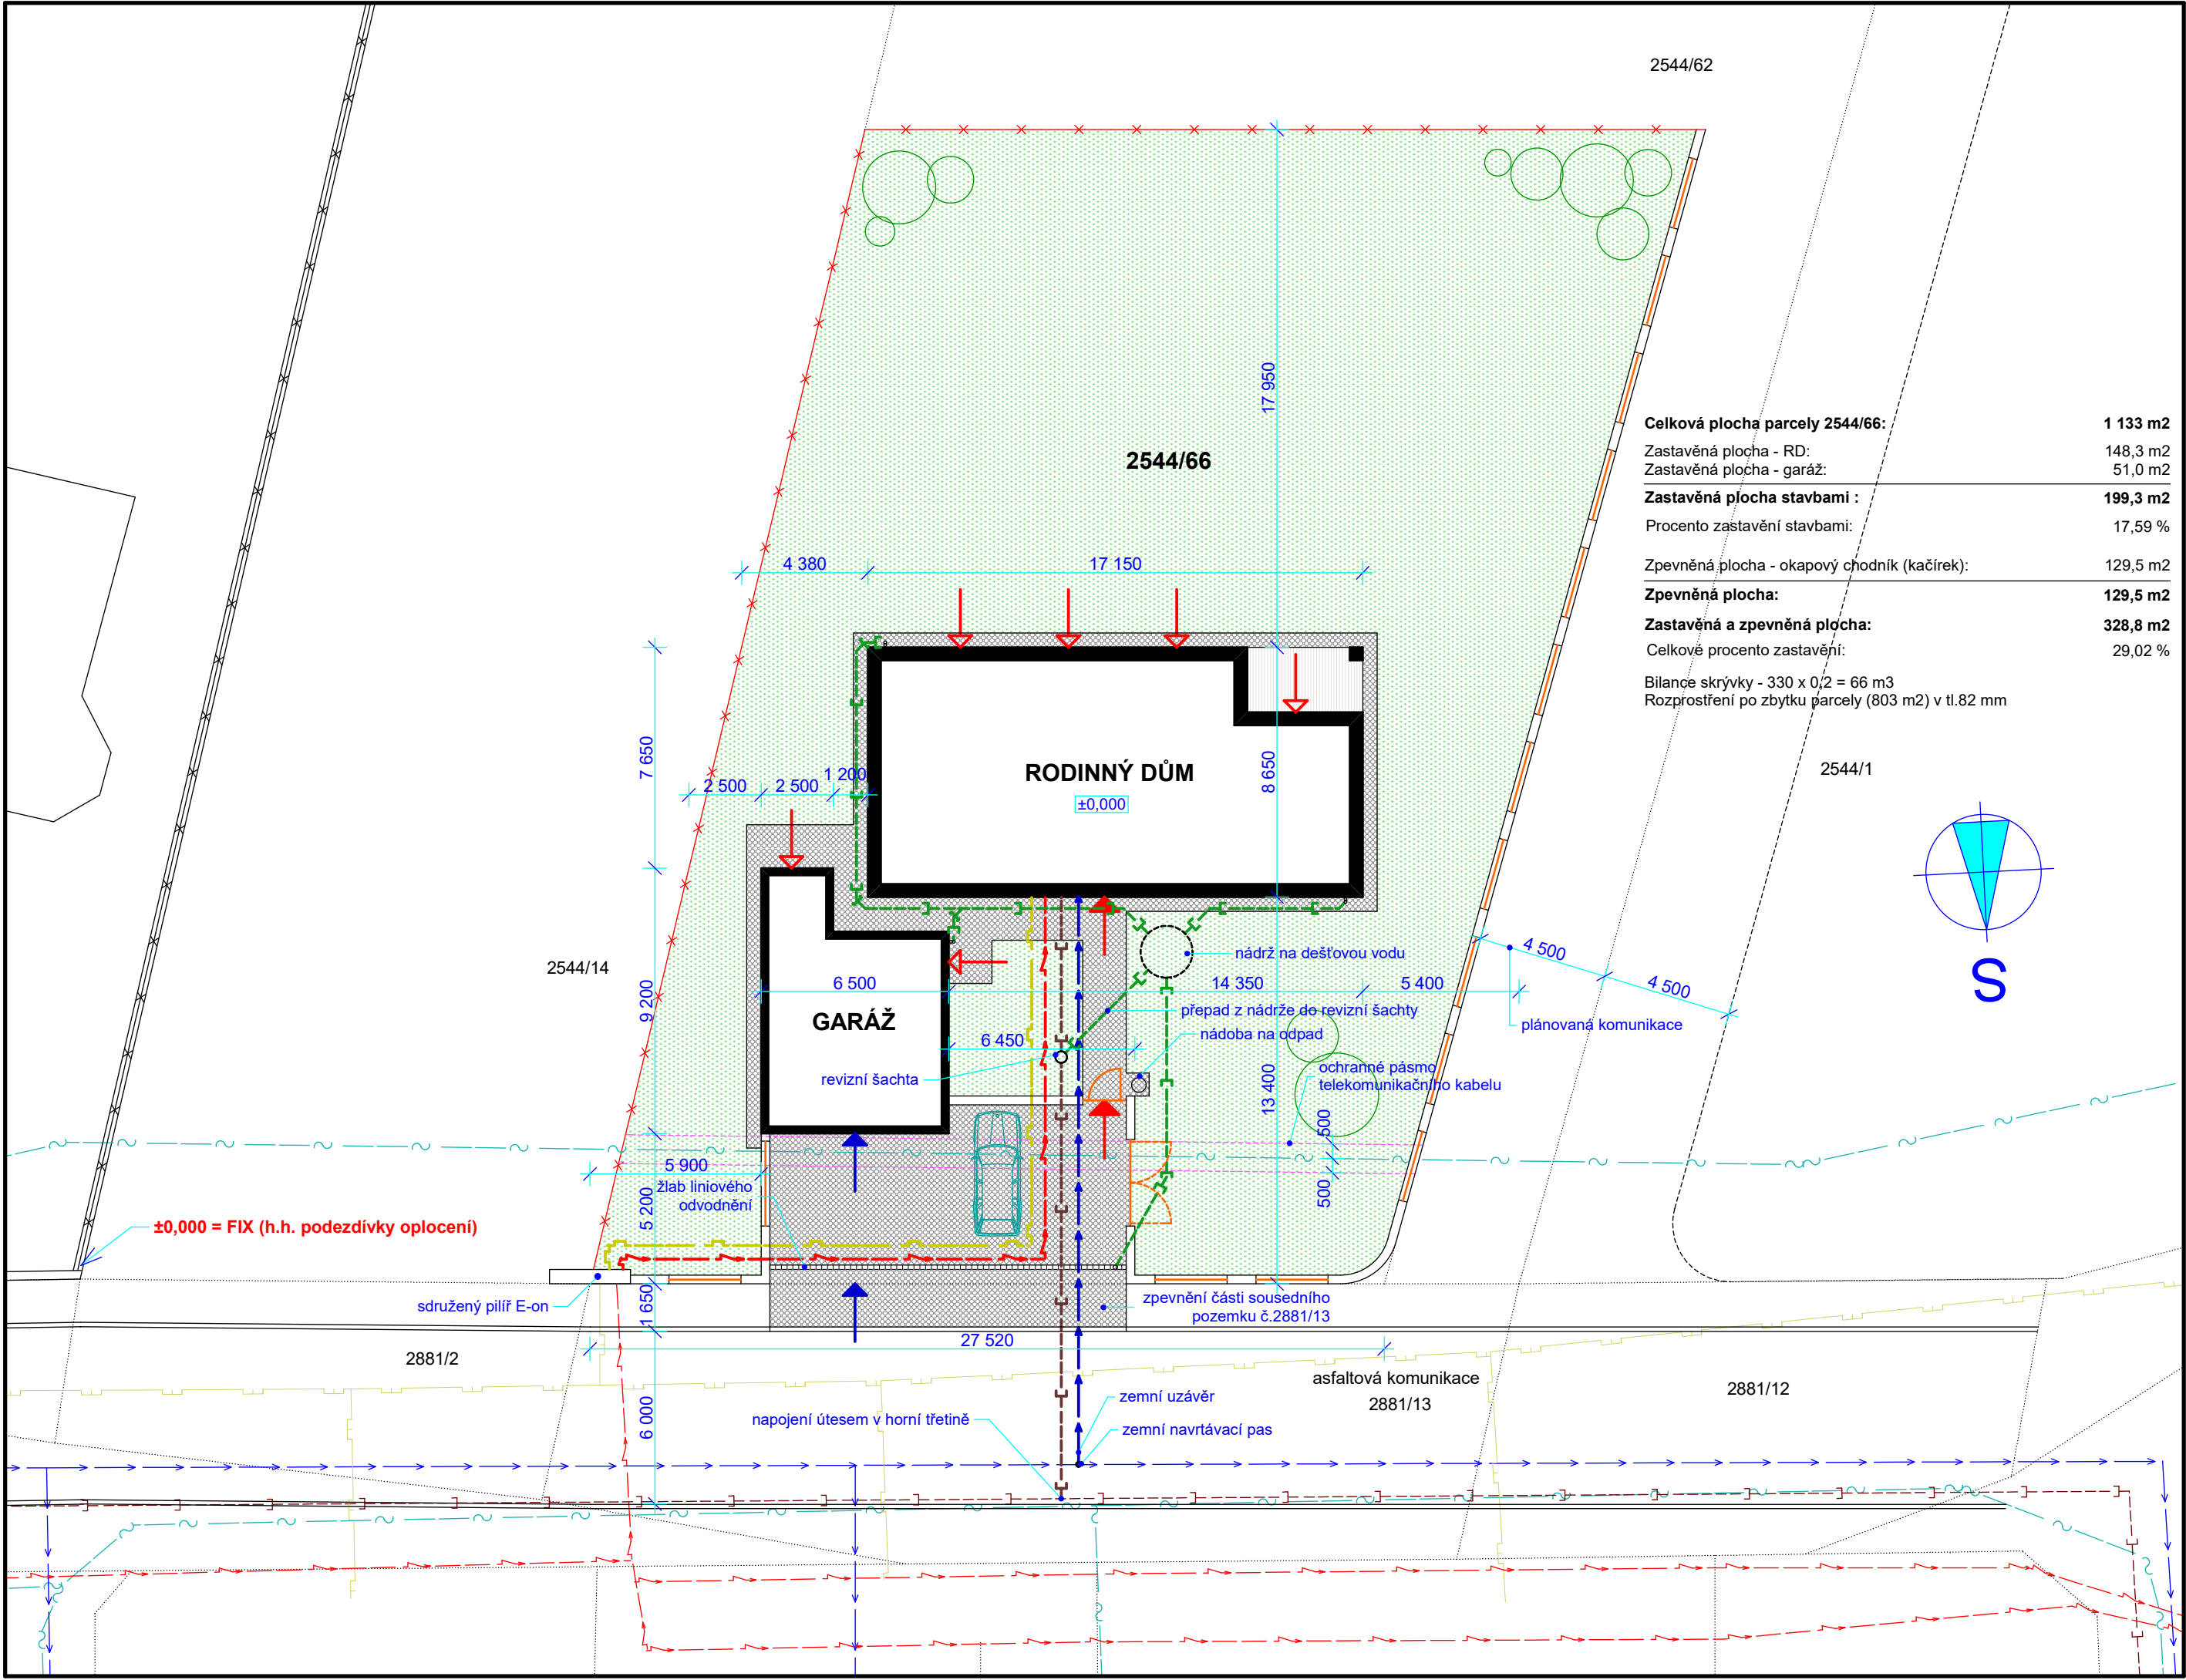 2544/62
17 950
2544/66
Celková plocha parcely 2544/66: 1 133 m2
Zastavěná plocha - RD: 148,3 m2
Zastavěná plocha - garáž: 51,0 m2
Zastavěná plocha stavbami : 199,3 m2
Procento zastavění stavbami: 17,59 %
Zpevněná plocha - okapový chodník (kačírek): 129,5 m2
Zpevněná plocha: 129,5 m2
Zastavěná a zpevněná plocha: 328,8 m2
Celkové procento zastavění: 29,02 %
Bilance skrývky - 330 x 0,2 = 66 m3
Rozprostření po zbytku parcely (803 m2) v tl.82 mm
4 380
17 150
7 650
2 500
2 500
1 200
RODINNÝ DŮM
±0,000
8 650
2544/1
S
2544/14
nádrž na dešťovou vodu
4 500
4 500
9 200
6 500
14 350
5 400
GARÁŽ
přepad z nádrže do revizní šachty
plánovaná komunikace
nádoba na odpad
6 450
revizní šachta
13 400
ochranné pásmo
telekomunikačního kabelu
1 500
500
5 900
žlab liniového
odvodnění
5 200
±0,000 = FIX (h.h. podezdívky oplocení)
sdružený pilíř E-on
1 650
zpevnění části sousedního
pozemku č.2881/13
27 520
2881/2
asfaltová komunikace
2881/13
2881/12
6 000
zemní uzávěr
napojení útesem v horní třetině
zemní navrtávací pas